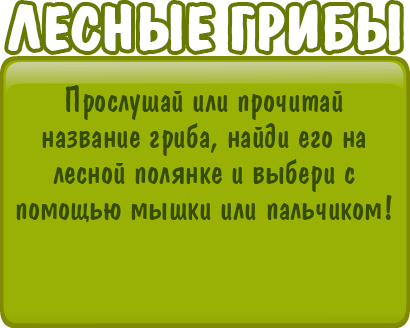 ЛЕСНЫЕ ГРИБЫ
Прослушай или прочитай
название гриба, найди его на
лесной полянке и выбери с
помощью мышки или пальчиком!